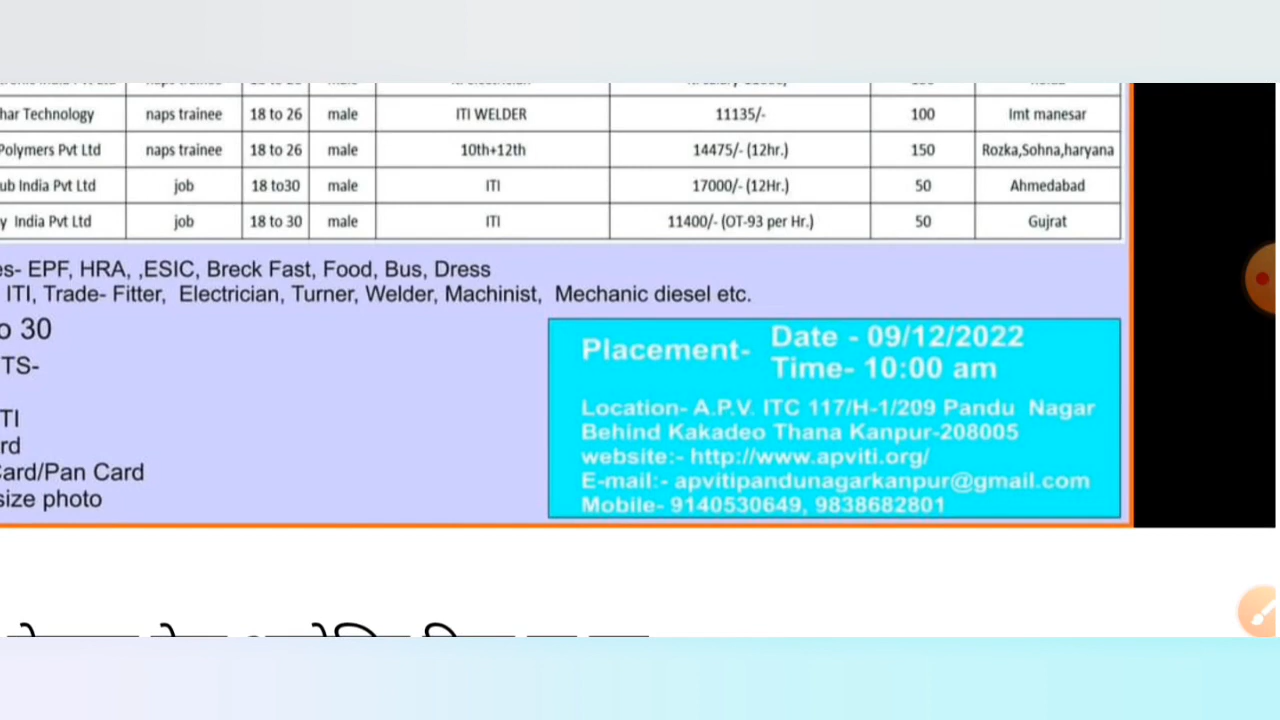 har Technology naps trainee 18 to 26 male ITI WELDER 11135/- 100 Imt manesar
Polymers Pvt Ltd naps trainee 18 to 26 male 10th+12th 14475/- (12hr.) 150 Rozka,Sohna,haryana
ub India Pvt Ltd job 18 to30 male ITI 17000/- (12Hr.) 50 Ahmedabad
y India Pvt Ltd job 18 to 30 male ITI 11400/- (OT-93 per Hr.) 50 Gujrat
es- EPF, HRA, ,ESIC, Breck Fast, Food, Bus, Dress
ITI, Trade- Fitter, Electrician, Turner, Welder, Machinist, Mechanic diesel etc.
o 30
TS-
TI
rd
Card/Pan Card
size photo
Placement- Date - 09/12/2022
Time- 10:00 am
Location- A.P.V. ITC 117/H-1/209 Pandu Nagar
Behind Kakadeo Thana Kanpur-208005
website:- http://www.apviti.org/
E-mail:- apvitipandunagarkanpur@gmail.com
Mobile- 9140530649, 9838682801